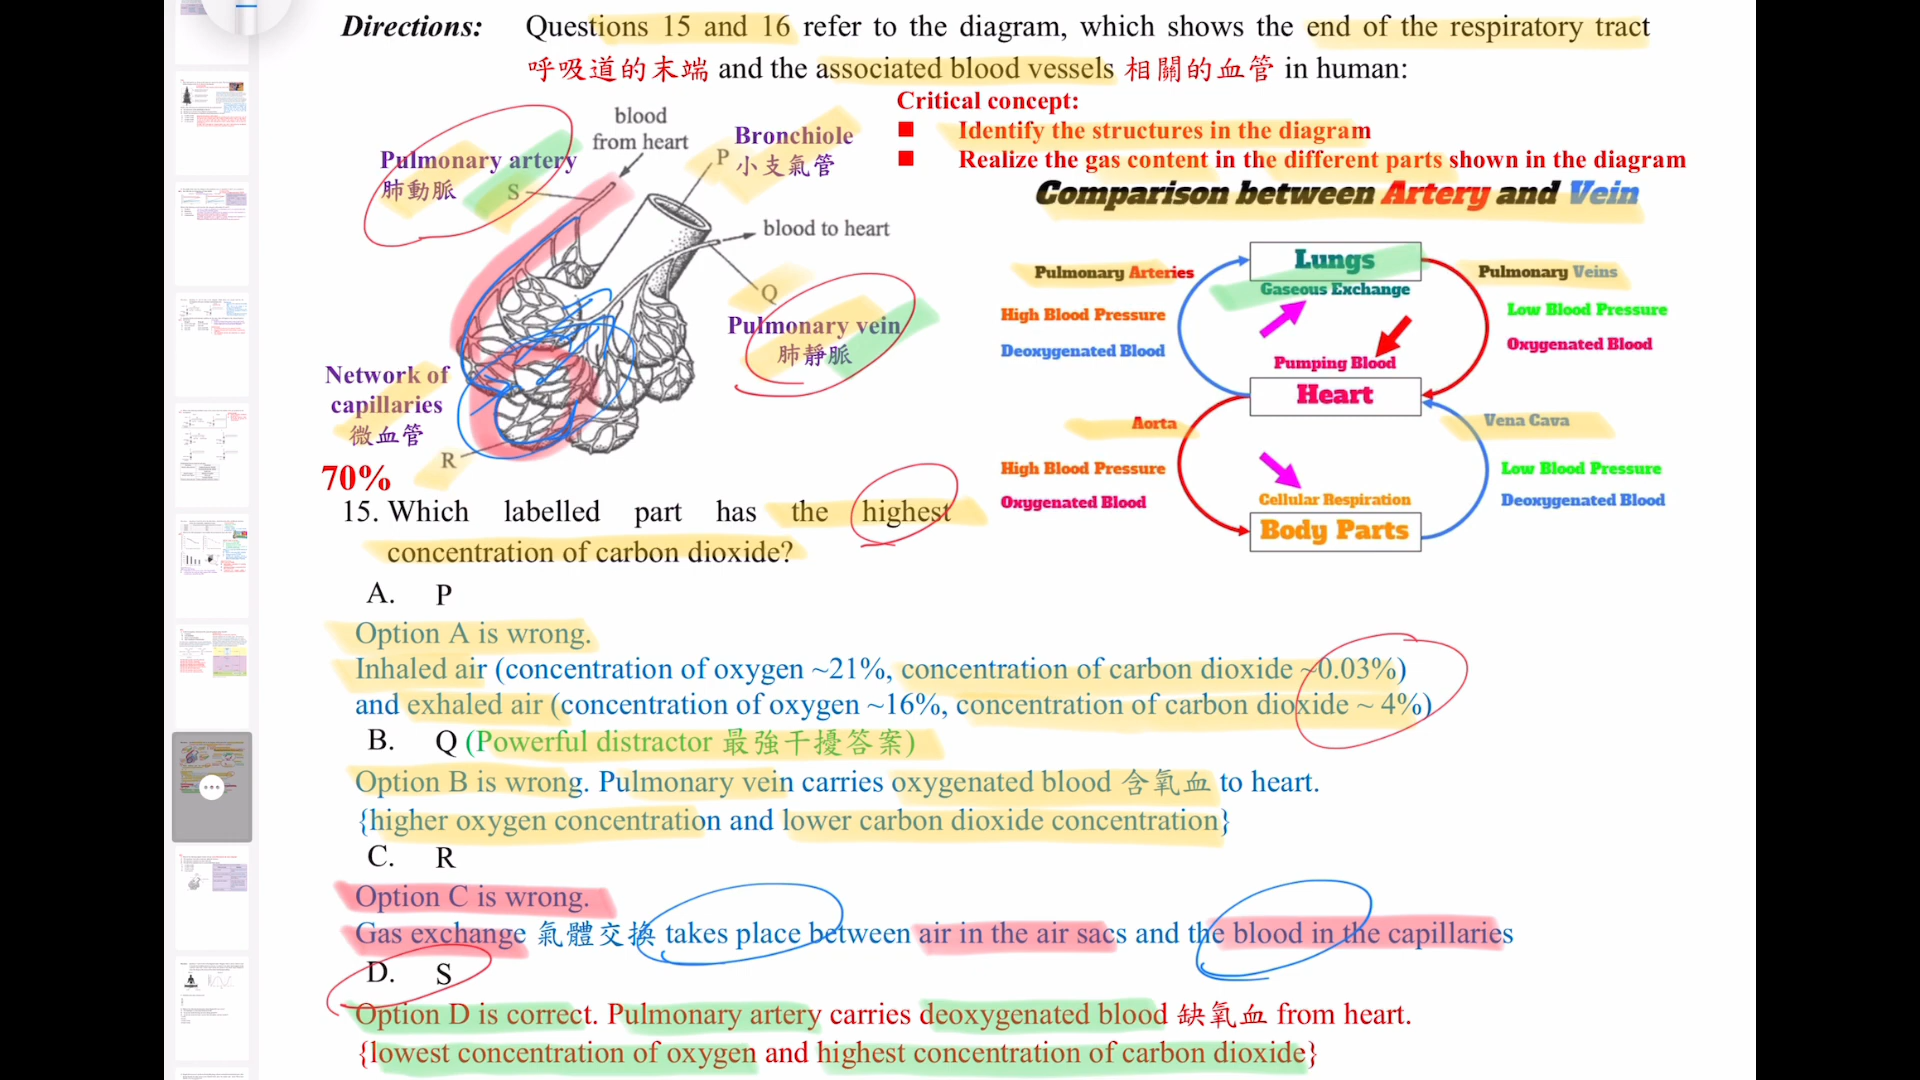 Directions: Questions 15 and 16 refer to the diagram, which shows the end of the respiratory tract
呼吸道的末端 and the associated blood vessels 相關的血管 in human:
Critical concept:
Identify the structures in the diagram
Realize the gas content in the different parts shown in the diagram
blood
from heart
Bronchiole
小支氣管
P
Pulmonary artery
肺動脈
S
blood to heart
Q
Pulmonary vein
肺靜脈
Network of
capillaries
微血管
R
Comparison between Artery and Vein
Lungs
Gaseous Exchange
Pulmonary Arteries
Pulmonary Veins
High Blood Pressure
Low Blood Pressure
Deoxygenated Blood
Oxygenated Blood
Pumping Blood
Heart
Aorta
Vena Cava
High Blood Pressure
Low Blood Pressure
Oxygenated Blood
Deoxygenated Blood
Cellular Respiration
Body Parts
70%
15. Which labelled part has the highest
concentration of carbon dioxide?
A. P
Option A is wrong.
Inhaled air (concentration of oxygen ~21%, concentration of carbon dioxide ~0.03%)
and exhaled air (concentration of oxygen ~16%, concentration of carbon dioxide ~ 4%)
B. Q (Powerful distractor 最強干擾答案)
Option B is wrong. Pulmonary vein carries oxygenated blood 含氧血 to heart.
{higher oxygen concentration and lower carbon dioxide concentration}
C. R
Option C is wrong.
Gas exchange 氣體交換 takes place between air in the air sacs and the blood in the capillaries
D. S
Option D is correct. Pulmonary artery carries deoxygenated blood 缺氧血 from heart.
{lowest concentration of oxygen and highest concentration of carbon dioxide}